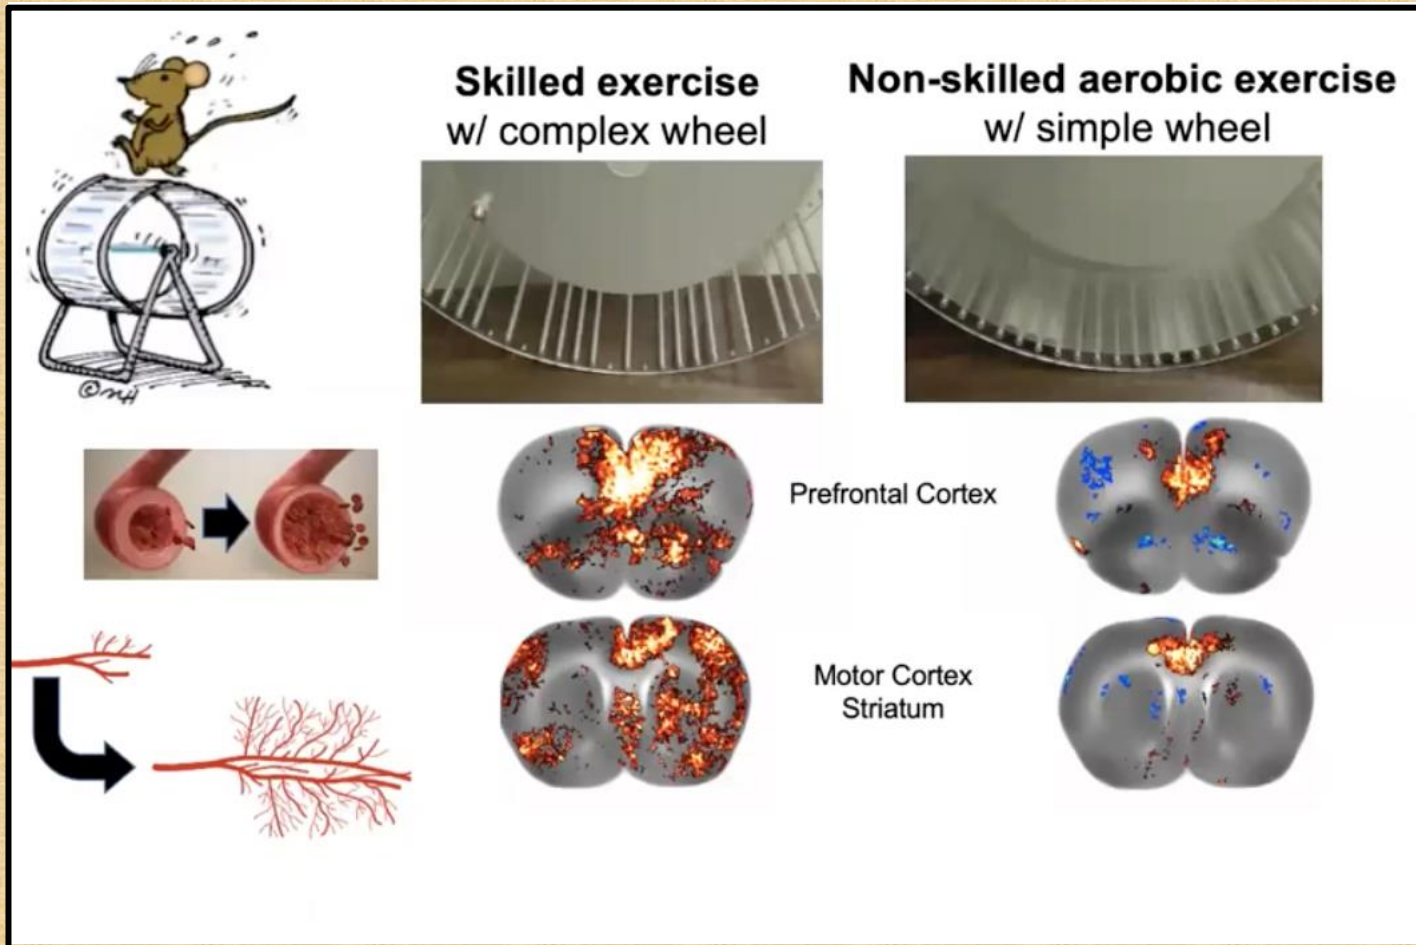 Skilled exercise
w/ complex wheel
Non-skilled aerobic exercise
w/ simple wheel
Prefrontal Cortex
Motor Cortex
Striatum